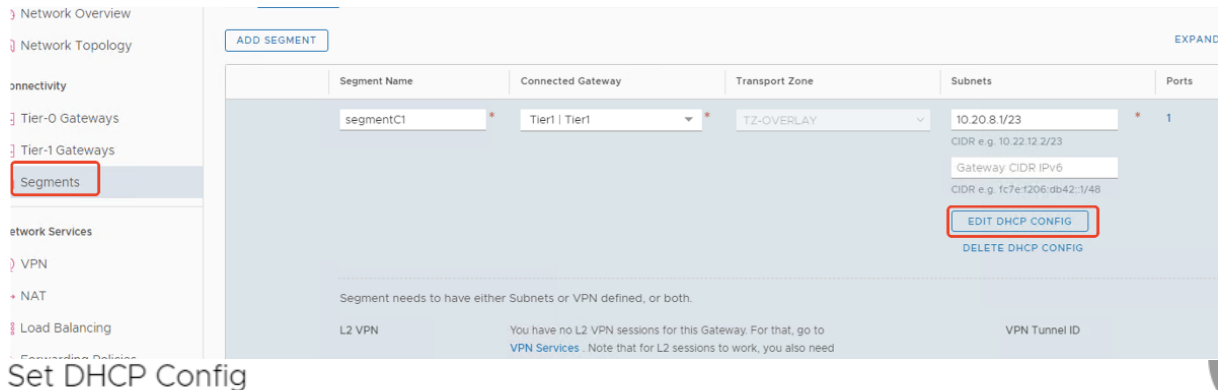 Network Overview
Network Topology
onnectivity
Tier-0 Gateways
Tier-1 Gateways
Segments
etwork Services
VPN
NAT
Load Balancing
Forwarding Policies
ADD SEGMENT
EXPAND
Segment Name Connected Gateway Transport Zone Subnets Ports
segmentC1 * Tier1 | Tier1 * TZ-OVERLAY 10.20.8.1/23 * 1
CIDR e.g. 10.22.12.2/23
Gateway CIDR IPv6
CIDR e.g. fc7e:f206:db42::1/48
EDIT DHCP CONFIG
DELETE DHCP CONFIG
Segment needs to have either Subnets or VPN defined, or both.
L2 VPN You have no L2 VPN sessions for this Gateway. For that, go to VPN Tunnel ID
VPN Services . Note that for L2 sessions to work, you also need
Set DHCP Config